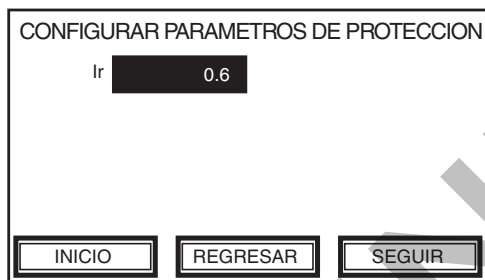 CONFIGURAR PARAMETROS DE PROTECCION
Ir 0.6
INICIO REGRESAR SEGUIR